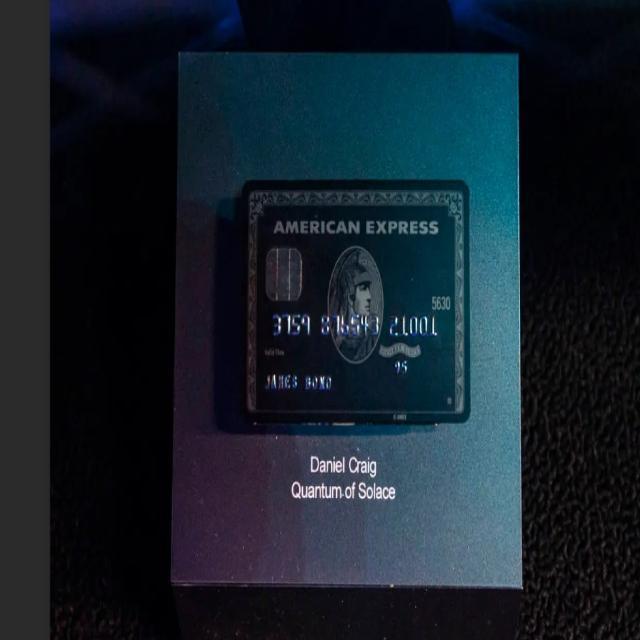 AMERICAN EXPRESS
5630
JAMES BOND
Daniel Craig
Quantum of Solace